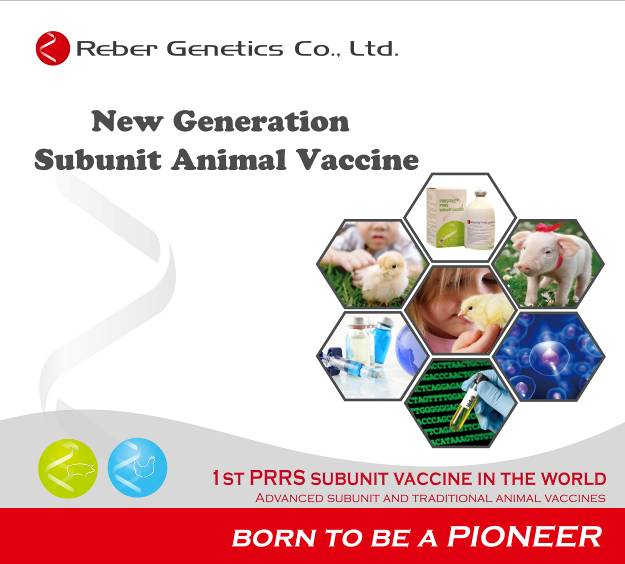 Reber Genetics Co., Ltd.
New Generation
Subunit Animal Vaccine
1ST PRRS SUBUNIT VACCINE IN THE WORLD
ADVANCED SUBUNIT AND TRADITIONAL ANIMAL VACCINES
BORN TO BE A PIONEER